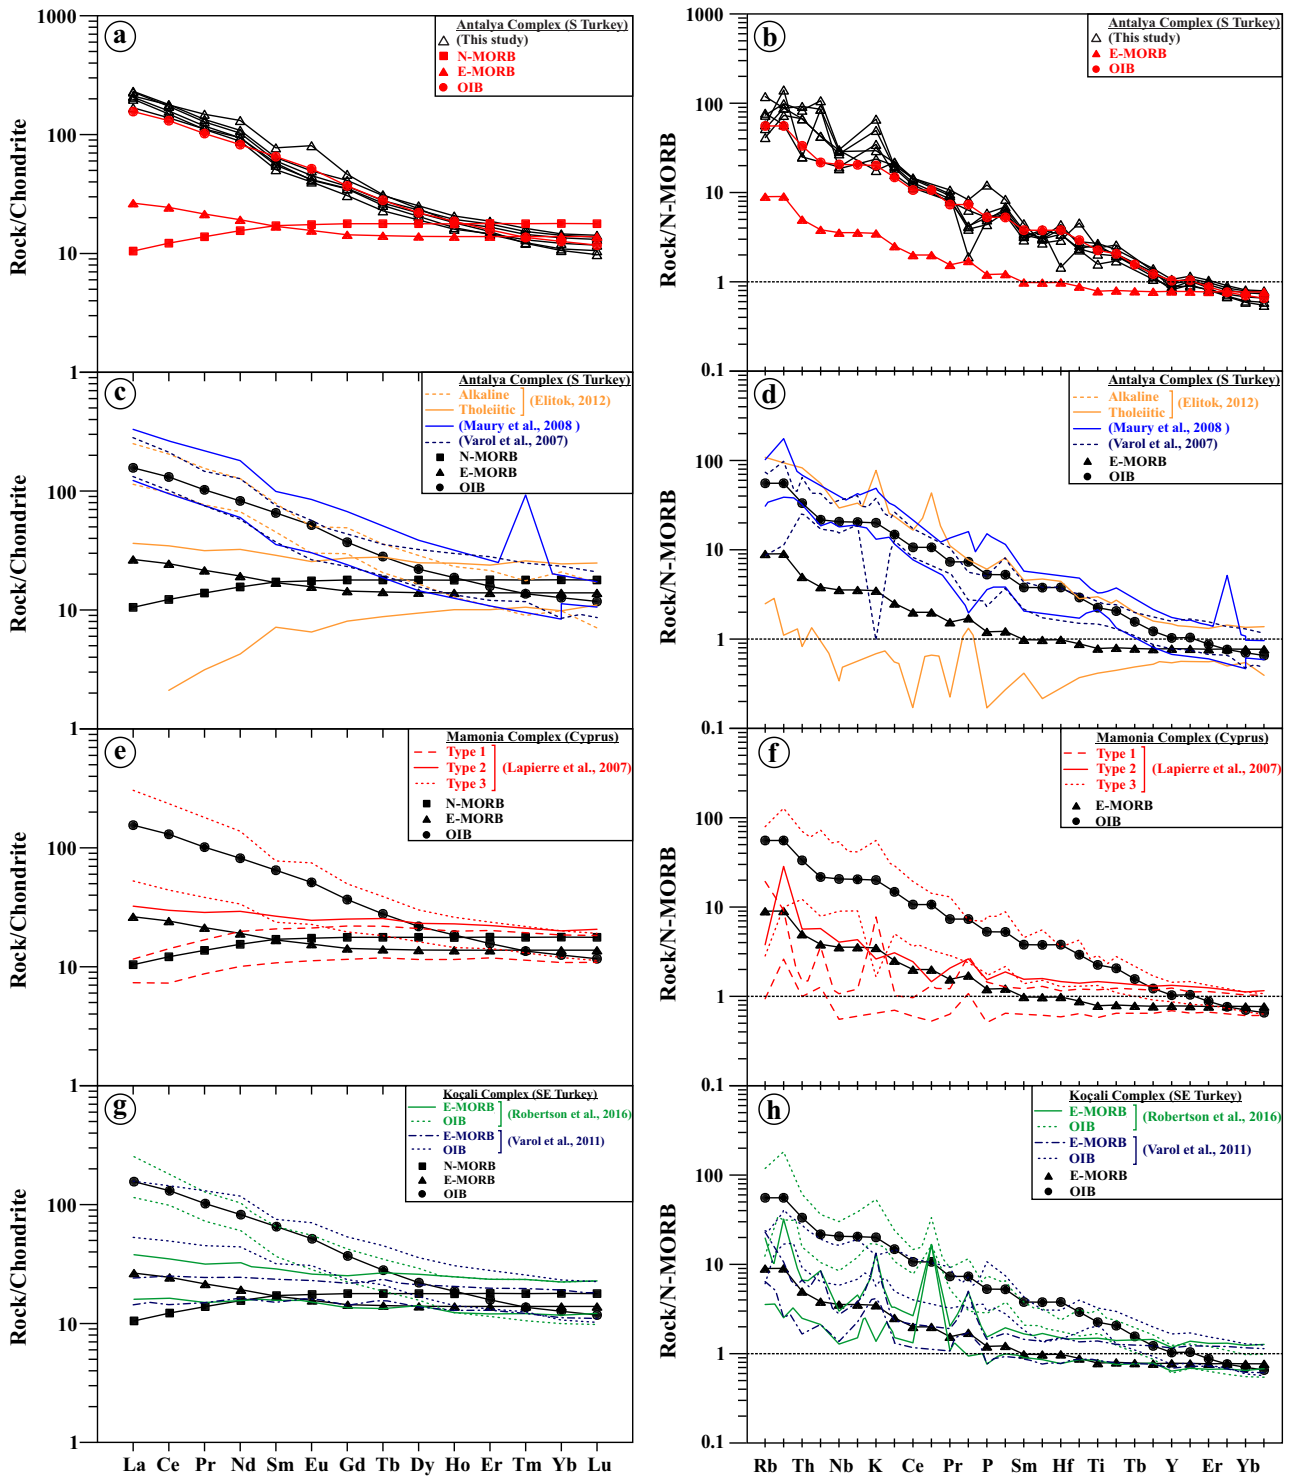 a
Antalya Complex (S Turkey)
(This study)
N-MORB
E-MORB
OIB
1000
100
10
1
Rock/Chondrite
b
Antalya Complex (S Turkey)
(This study)
E-MORB
OIB
1000
100
10
1
0.1
Rock/N-MORB
c
Antalya Complex (S Turkey)
Alkaline
Tholeiitic
(Elitok, 2012)
(Maury et al., 2008 )
(Varol et al., 2007)
N-MORB
E-MORB
OIB
100
10
1
Rock/Chondrite
d
Antalya Complex (S Turkey)
Alkaline
Tholeiitic
(Elitok, 2012)
(Maury et al., 2008)
(Varol et al., 2007)
E-MORB
OIB
100
10
1
0.1
Rock/N-MORB
e
Mamonia Complex (Cyprus)
Type 1
Type 2
Type 3
(Lapierre et al., 2007)
N-MORB
E-MORB
OIB
100
10
1
Rock/Chondrite
f
Mamonia Complex (Cyprus)
Type 1
Type 2
Type 3
(Lapierre et al., 2007)
E-MORB
OIB
100
10
1
0.1
Rock/N-MORB
g
Koçali Complex (SE Turkey)
E-MORB
OIB
(Robertson et al., 2016)
E-MORB
OIB
(Varol et al., 2011)
N-MORB
E-MORB
OIB
100
10
1
Rock/Chondrite
La Ce Pr Nd Sm Eu Gd Tb Dy Ho Er Tm Yb Lu
h
Koçali Complex (SE Turkey)
E-MORB
OIB
(Robertson et al., 2016)
E-MORB
OIB
(Varol et al., 2011)
E-MORB
OIB
100
10
1
0.1
Rock/N-MORB
Rb Th Nb K Ce Pr P Sm Hf Ti Tb Y Er Yb